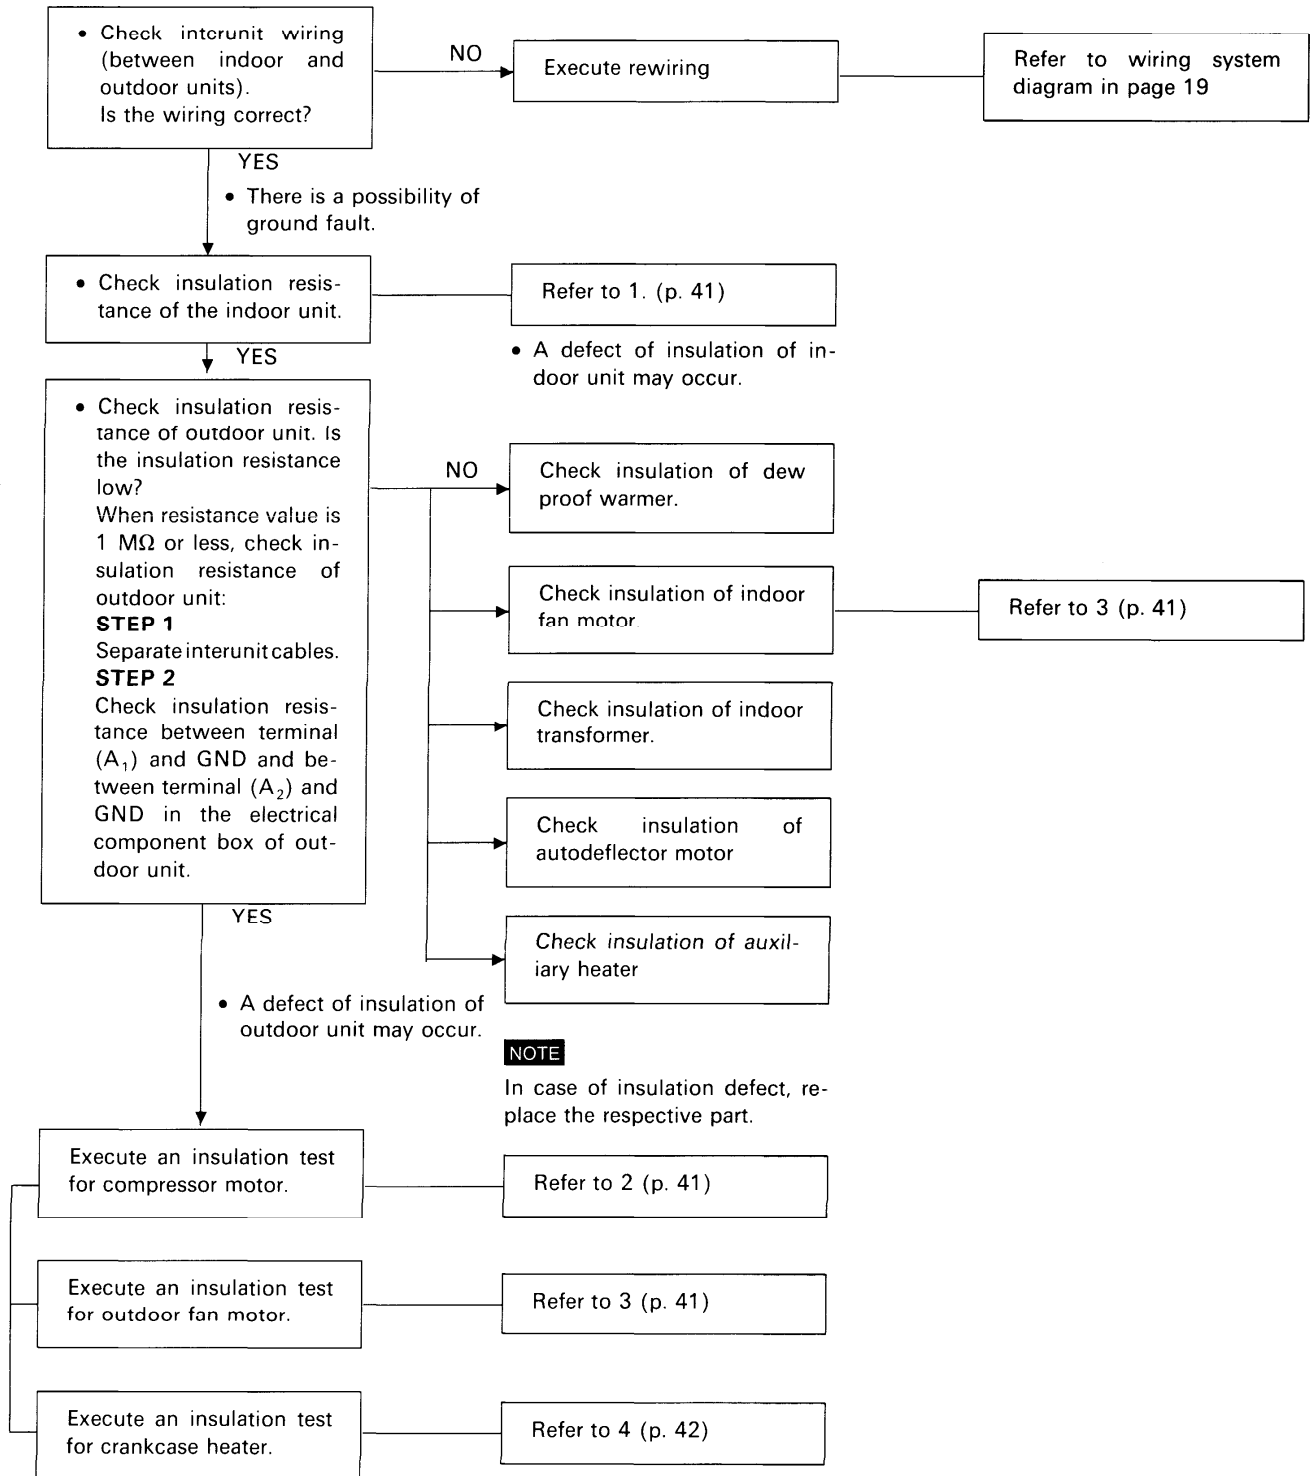 • Check interunit wiring
(between indoor and
outdoor units).
Is the wiring correct?
NO
Execute rewiring
Refer to wiring system
diagram in page 19
YES
• There is a possibility of
ground fault.
• Check insulation resis-
tance of the indoor unit.
Refer to 1. (p. 41)
YES
• A defect of insulation of in-
door unit may occur.
• Check insulation resis-
tance of outdoor unit. Is
the insulation resistance
low?
When resistance value is
1 MΩ or less, check in-
sulation resistance of
outdoor unit:
STEP 1
Separate interunit cables.
STEP 2
Check insulation resis-
tance between terminal
(A₁) and GND and be-
tween terminal (A₂) and
GND in the electrical
component box of out-
door unit.
NO
Check insulation of dew
proof warmer.
Check insulation of indoor
fan motor.
Refer to 3 (p. 41)
Check insulation of indoor
transformer.
Check insulation of
autodeflector motor
Check insulation of auxil-
iary heater
YES
• A defect of insulation of
outdoor unit may occur.
NOTE
In case of insulation defect, re-
place the respective part.
Execute an insulation test
for compressor motor.
Refer to 2 (p. 41)
Execute an insulation test
for outdoor fan motor.
Refer to 3 (p. 41)
Execute an insulation test
for crankcase heater.
Refer to 4 (p. 42)